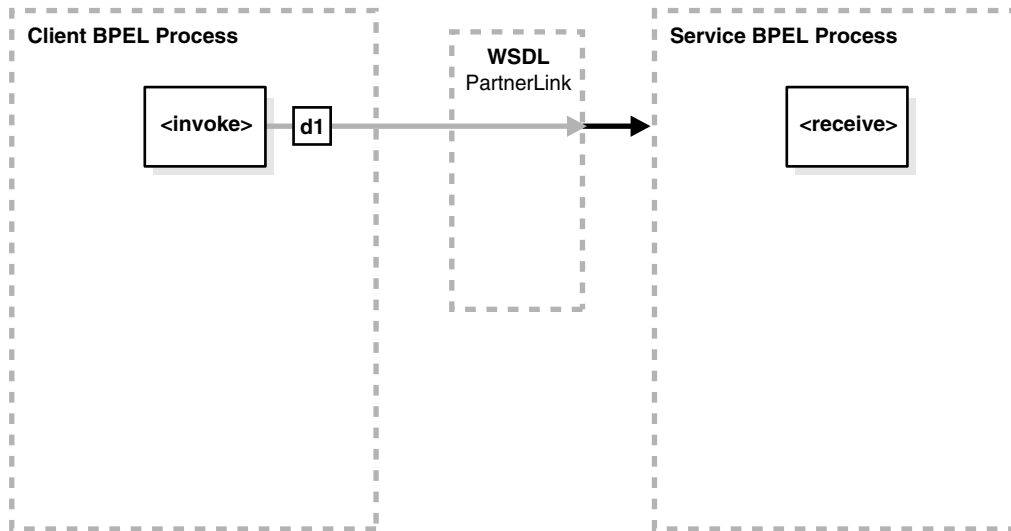 Client BPEL Process
WSDL
PartnerLink
Service BPEL Process
<invoke>
d1
<receive>